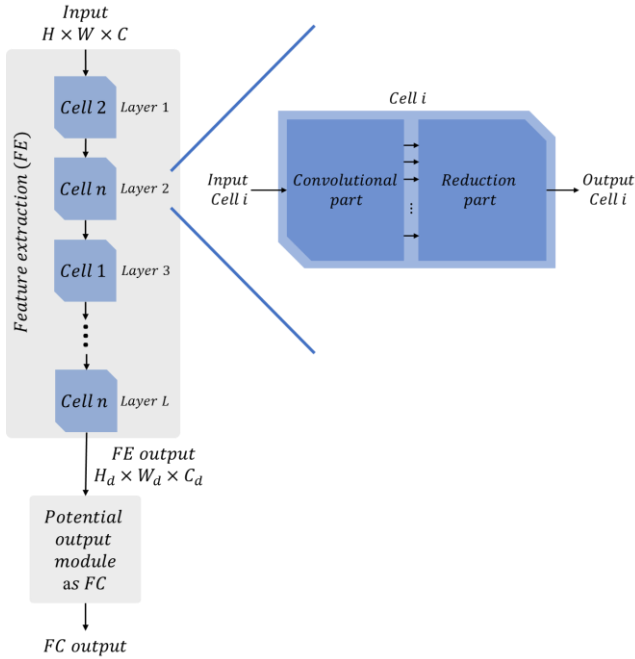 Input
H × W × C
Feature extraction (FE)
Cell 2
Layer 1
Cell n
Layer 2
Cell 1
Layer 3
Cell n
Layer L
FE output
H_d × W_d × C_d
Potential
output
module
as FC
FC output
Cell i
Input
Cell i
Convolutional
part
Reduction
part
Output
Cell i